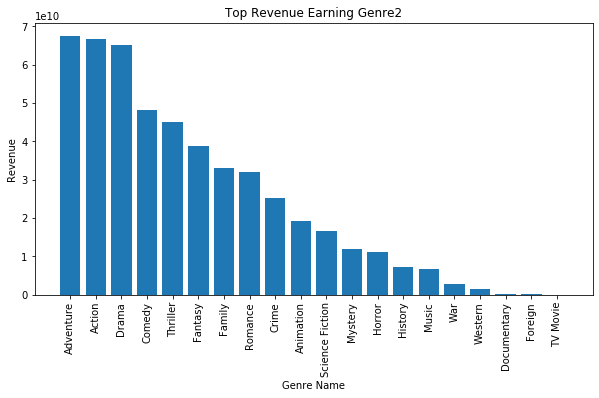 Top Revenue Earning Genre2
1e10
7
6
5
4
3
2
1
0
Revenue
Adventure
Action
Drama
Comedy
Thriller
Fantasy
Family
Romance
Crime
Animation
Science Fiction
Mystery
Horror
History
Music
War
Western
Documentary
Foreign
TV Movie
Genre Name